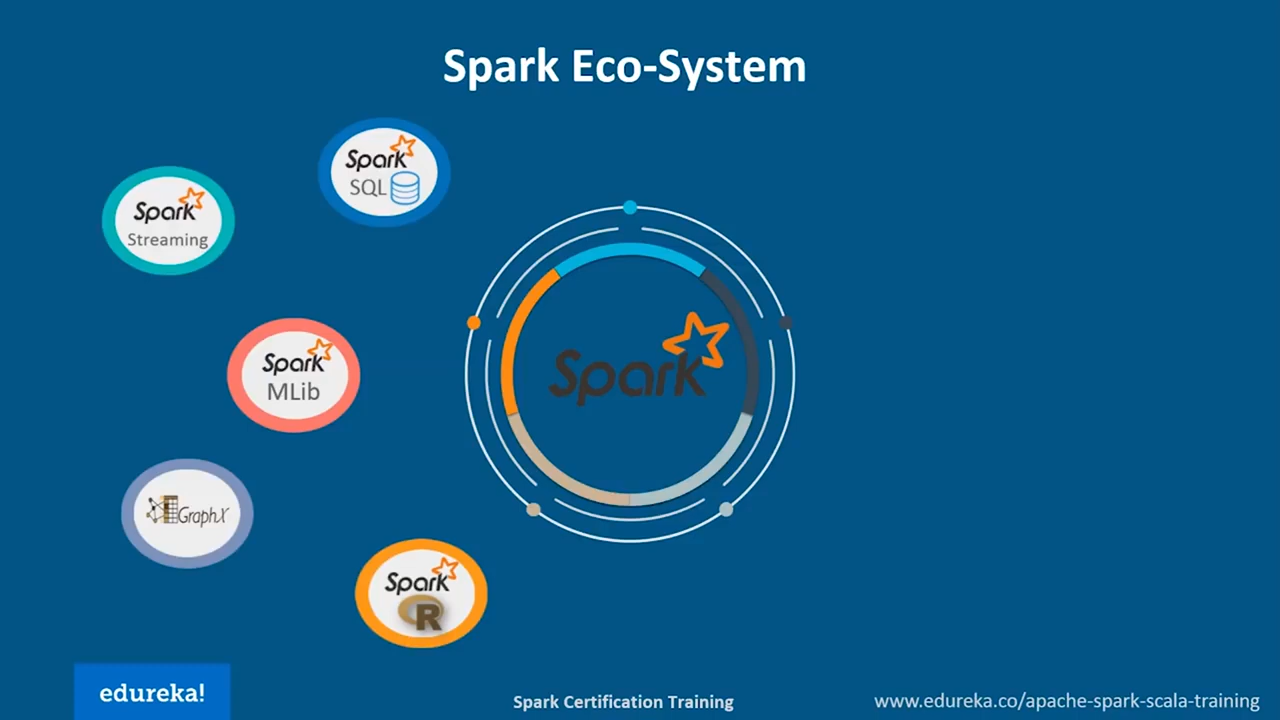 Spark Eco-System
Spark
SQL
Spark
Streaming
Spark
Spark
MLib
GraphX
Spark
R
edureka!
Spark Certification Training
www.edureka.co/apache-spark-scala-training